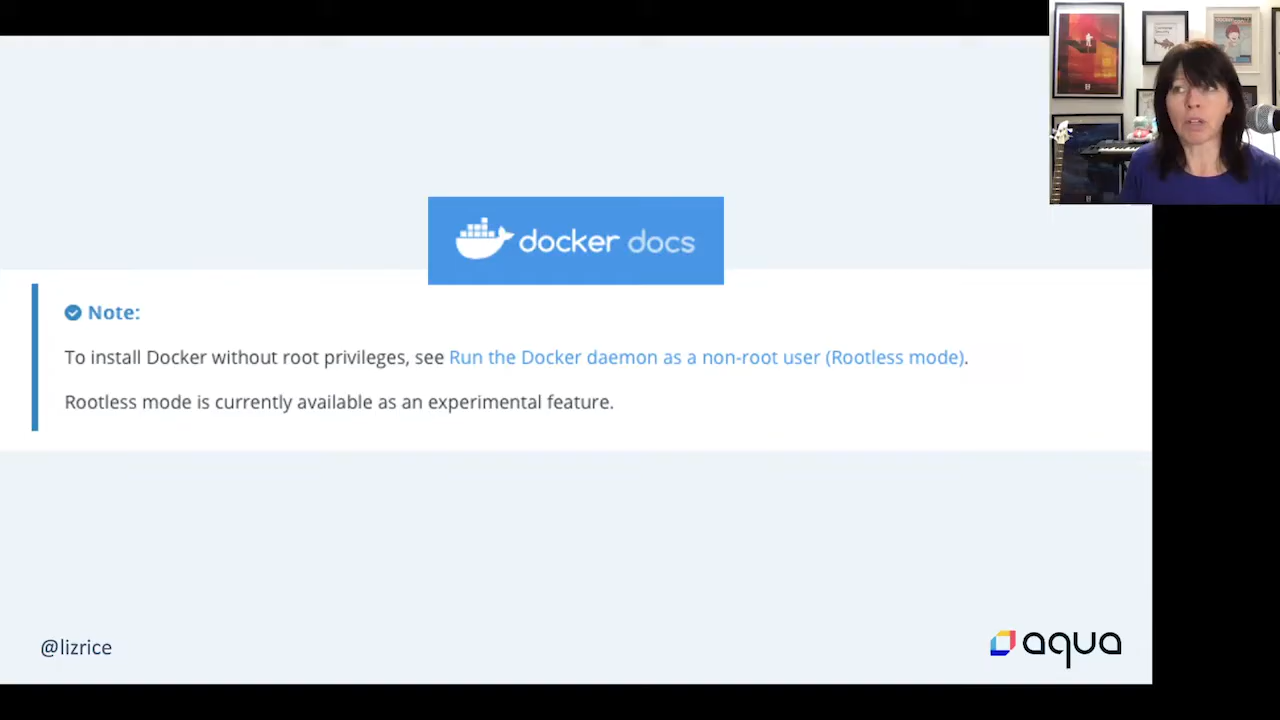 docker docs
Note:
To install Docker without root privileges, see Run the Docker daemon as a non-root user (Rootless mode).
Rootless mode is currently available as an experimental feature.
@lizrice
aqua